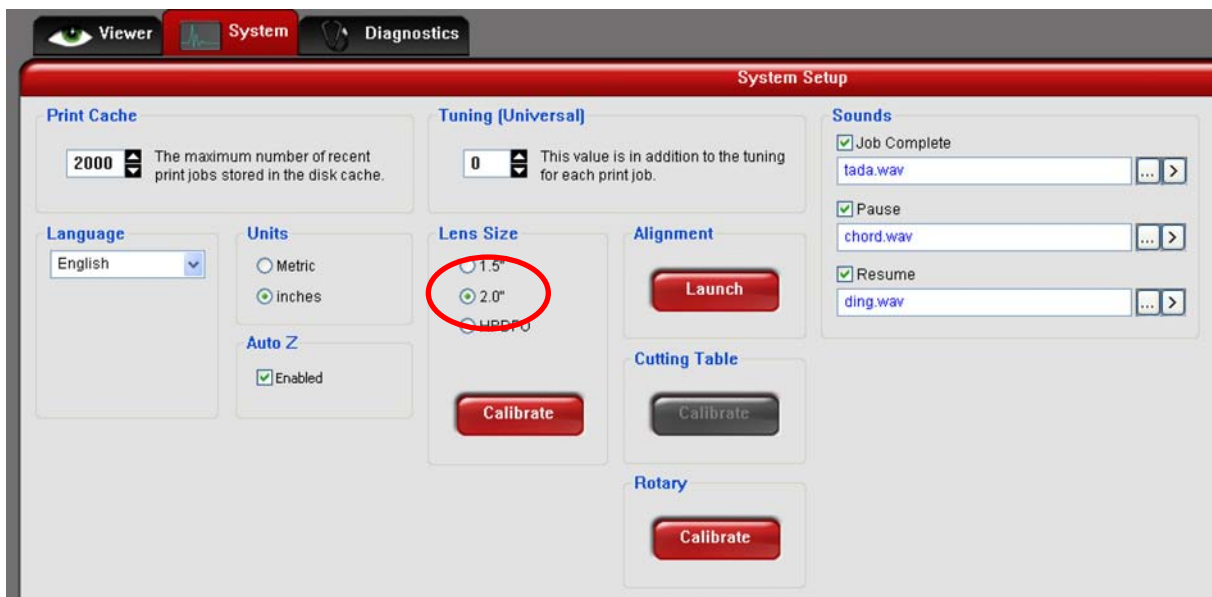 Viewer
System
Diagnostics
System Setup
Print Cache
2000
The maximum number of recent
print jobs stored in the disk cache.
Tuning (Universal)
0
This value is in addition to the tuning
for each print job.
Sounds
Job Complete
tada.wav
... >
Pause
chord.wav
... >
Resume
ding.wav
... >
Language
English
Units
Metric
inches
Auto Z
Enabled
Lens Size
1.5"
2.0"
HPDFO
Calibrate
Alignment
Launch
Cutting Table
Calibrate
Rotary
Calibrate